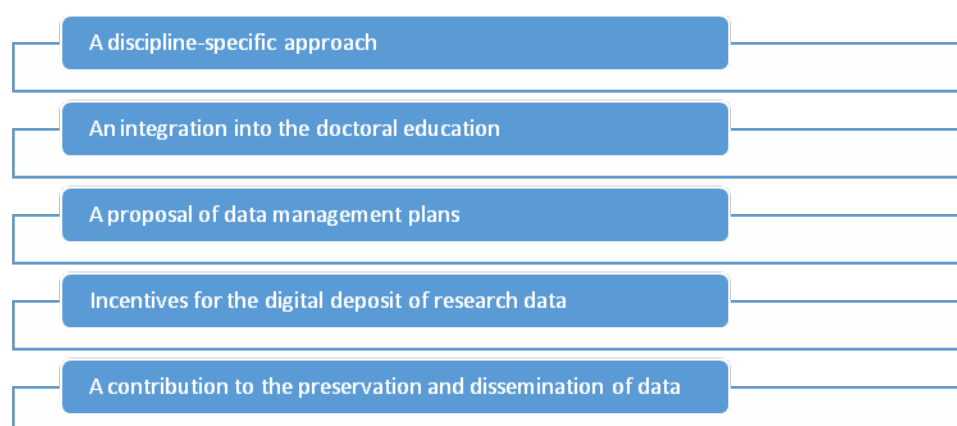 A discipline-specific approach
An integration into the doctoral education
A proposal of data management plans
Incentives for the digital deposit of research data
A contribution to the preservation and dissemination of data